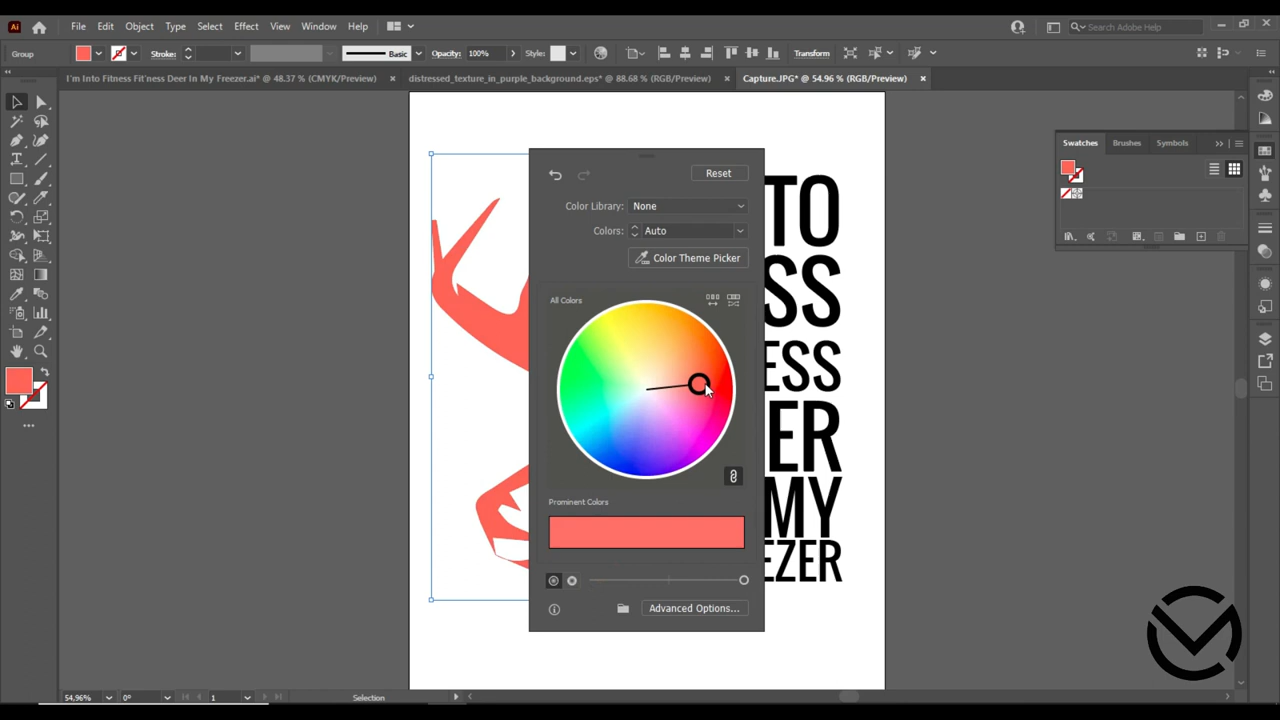 Ai File Edit Object Type Select Effect View Window Help Search Adobe Help
Group Stroke: Basic Opacity: 100% Style: Transform
I'm Into Fitness Fit'ness Deer In My Freezer.ai* @ 48.37 % (CMYK/Preview) × distressed_texture_in_purple_background.eps* @ 88.68 % (RGB/Preview) × Capture.JPG* @ 54.96 % (RGB/Preview) ×
Swatches Brushes Symbols
Reset
Color Library: None
Colors: Auto
Color Theme Picker
All Colors
Prominent Colors
Advanced Options...
TO
SS
ESS
ER
MY
EZER
54,96% 0° 1 Selection